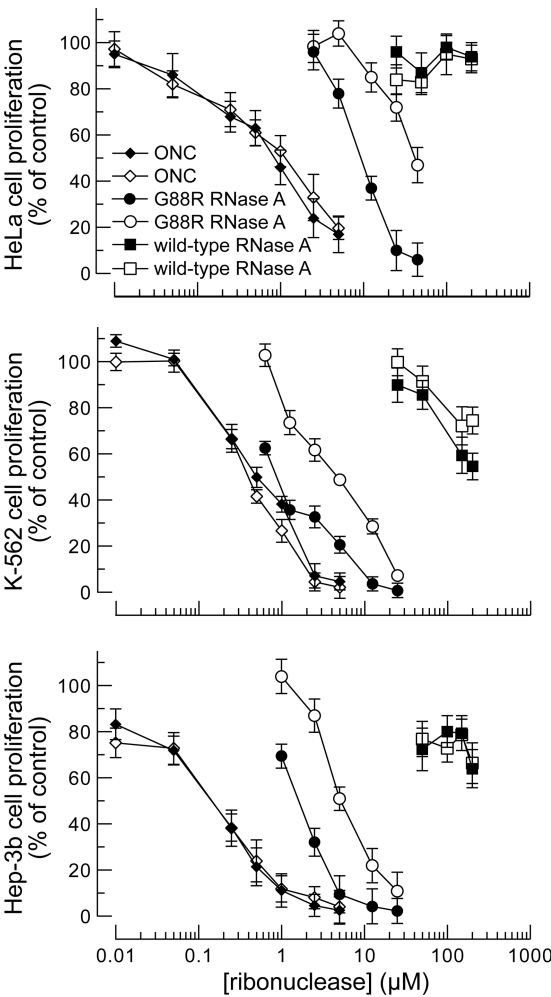 HeLa cell proliferation
(% of control)
100
80
60
40
20
0
ONC
ONC
G88R RNase A
G88R RNase A
wild-type RNase A
wild-type RNase A
K-562 cell proliferation
(% of control)
100
80
60
40
20
0
Hep-3b cell proliferation
(% of control)
100
80
60
40
20
0
0.01 0.1 1 10 100 1000
[ribonuclease] (μM)